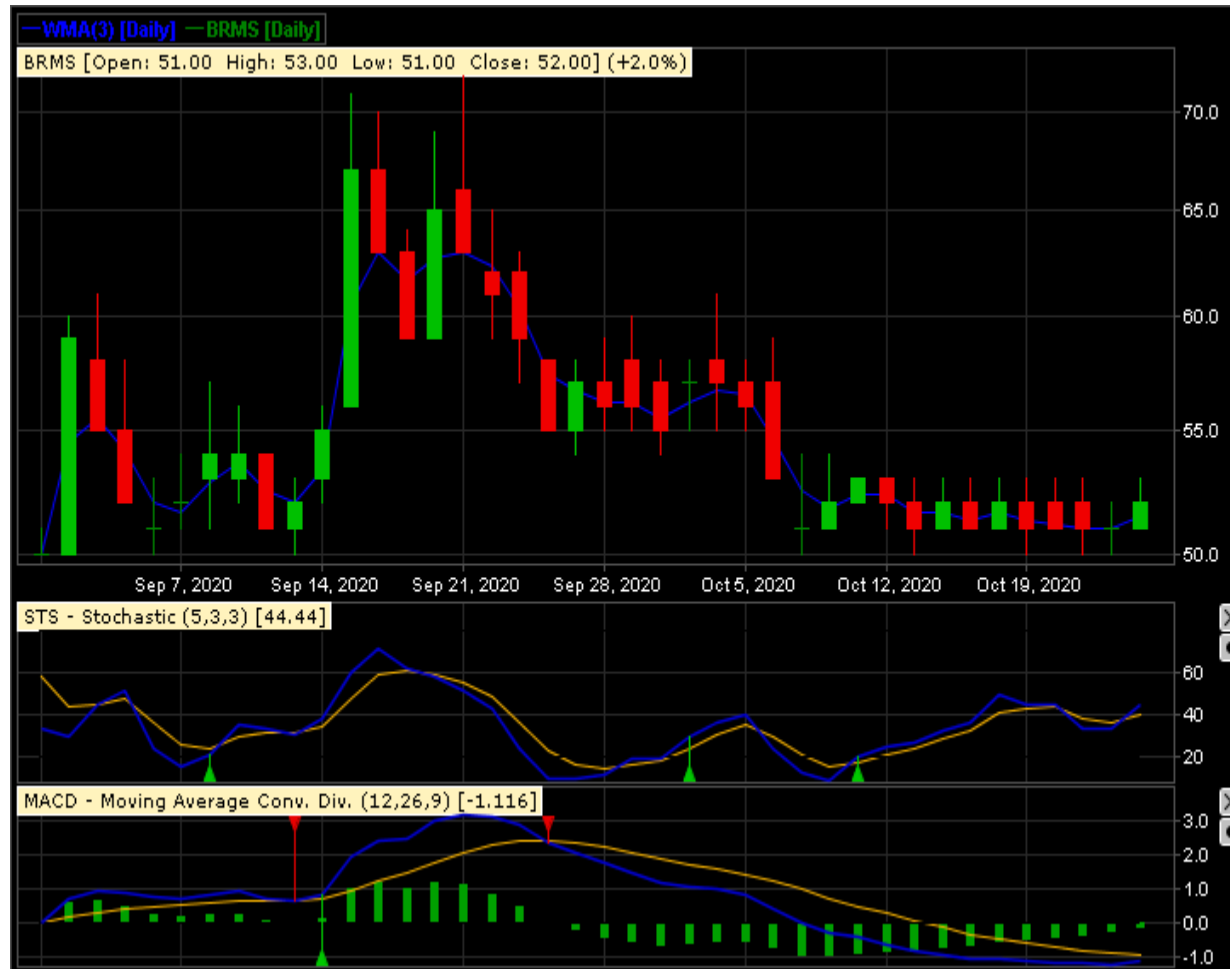 WMA(3) [Daily] BRMS [Daily]
BRMS [Open: 51.00 High: 53.00 Low: 51.00 Close: 52.00] (+2.0%)
70.0
65.0
60.0
55.0
50.0
Sep 7, 2020 Sep 14, 2020 Sep 21, 2020 Sep 28, 2020 Oct 5, 2020 Oct 12, 2020 Oct 19, 2020
STS - Stochastic (5,3,3) [44.44]
60
40
20
MACD - Moving Average Conv. Div. (12,26,9) [-1.116]
3.0
2.0
1.0
0.0
-1.0